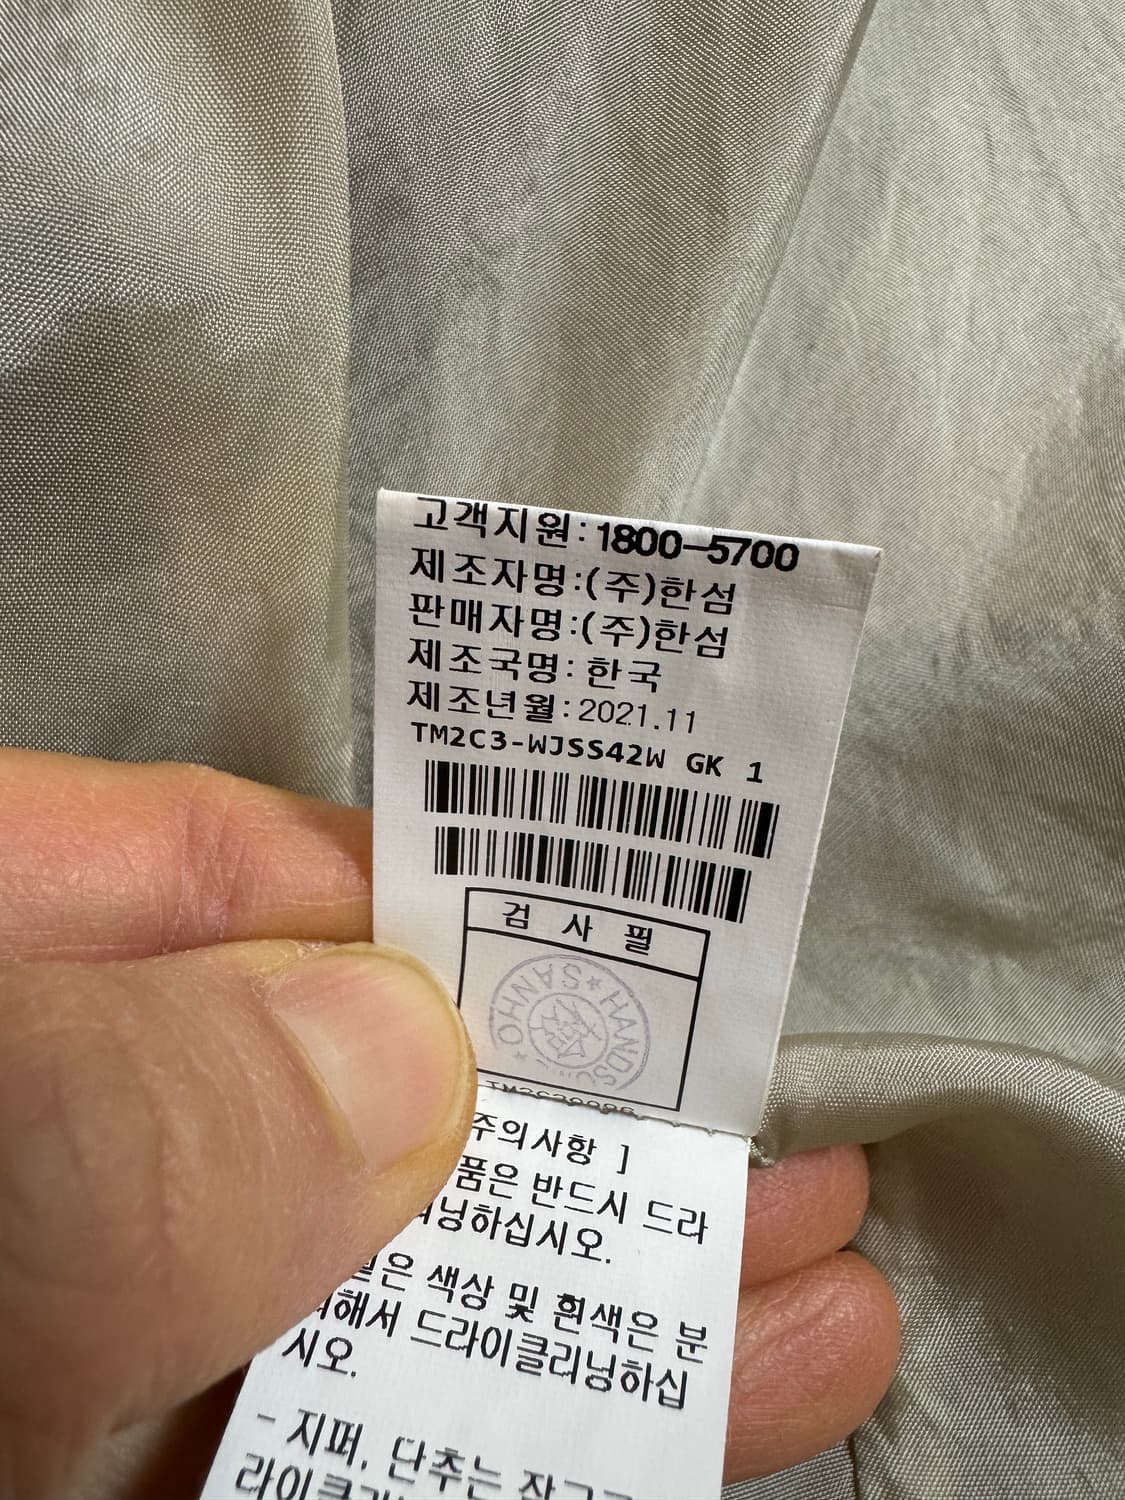 고객지원:1800-5700
제조자명:(주)한섬
판매자명:(주)한섬
제조국명: 한국
제조년월:2021.11
TM2C3-WJSS42W GK 1
검 사 필
HANDS
SANHO
주의사항 ]
품은 반드시 드라
닝하십시오.
은 색상 및 흰색은 분
해서 드라이클리닝하십
시오.
- 지퍼, 단추는 잠그